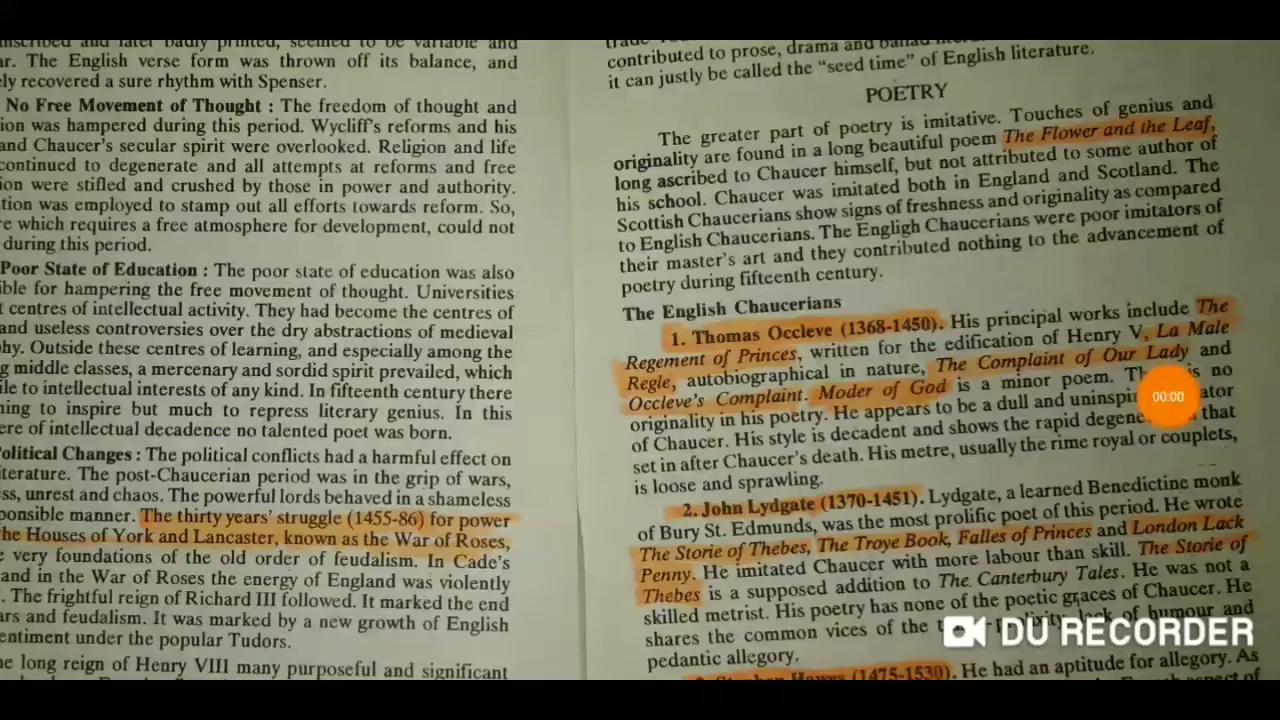 and later badly printed, seemed to be variable and
ar. The English verse form was thrown off its balance, and
ely recovered a sure rhythm with Spenser.
No Free Movement of Thought : The freedom of thought and
ion was hampered during this period. Wycliff's reforms and his
and Chaucer's secular spirit were overlooked. Religion and life
continued to degenerate and all attempts at reforms and free
ion were stifled and crushed by those in power and authority.
tion was employed to stamp out all efforts towards reform. So,
e which requires a free atmosphere for development, could not
during this period.
Poor State of Education : The poor state of education was also
ible for hampering the free movement of thought. Universities
t centres of intellectual activity. They had become the centres of
and useless controversies over the dry abstractions of medieval
hy. Outside these centres of learning, and especially among the
g middle classes, a mercenary and sordid spirit prevailed, which
ile to intellectual interests of any kind. In fifteenth century there
ning to inspire but much to repress literary genius. In this
ere of intellectual decadence no talented poet was born.
olitical Changes : The political conflicts had a harmful effect on
iterature. The post-Chaucerian period was in the grip of wars,
ss, unrest and chaos. The powerful lords behaved in a shameless
ponsible manner. The thirty years' struggle (1455-86) for power
he Houses of York and Lancaster, known as the War of Roses,
e very foundations of the old order of feudalism. In Cade's
and in the War of Roses the energy of England was violently
. The frightful reign of Richard III followed. It marked the end
ars and feudalism. It was marked by a new growth of English
entiment under the popular Tudors.
he long reign of Henry VIII many purposeful and significant
contributed to prose, drama and ballad
it can justly be called the “seed time” of English literature.
POETRY
The greater part of poetry is imitative. Touches of genius and
originality are found in a long beautiful poem The Flower and the Leaf,
long ascribed to Chaucer himself, but not attributed to some author of
his school. Chaucer was imitated both in England and Scotland. The
Scottish Chaucerians show signs of freshness and originality as compared
to English Chaucerians. The Engligh Chaucerians were poor imitators of
their master's art and they contributed nothing to the advancement of
poetry during fifteenth century.
The English Chaucerians
1. Thomas Occleve (1368-1450). His principal works include The
Regement of Princes, written for the edification of Henry V, La Male
Regle, autobiographical in nature, The Complaint of Our Lady and
Occleve's Complaint. Moder of God is a minor poem. is no
originality in his poetry. He appears to be a dull and ator
of Chaucer. His style is decadent and shows the rapid that
set in after Chaucer's death. His metre, usually the rime royal or couplets,
is loose and sprawling.
2. John Lydgate (1370-1451). Lydgate, a learned Benedictine monk
of Bury St. Edmunds, was the most prolific poet of this period. He wrote
The Storie of Thebes, The Troye Book, Falles of Princes and London Lack
Penny. He imitated Chaucer with more labour than skill. The Storie of
Thebes is a supposed addition to The Canterbury Tales. He was not a
skilled metrist. His poetry has none of the poetic graces of Chaucer. He
shares the common vices of the lack of humour and
pedantic allegory.
(1475-1530). He had an aptitude for allegory. As
00:00
DU RECORDER